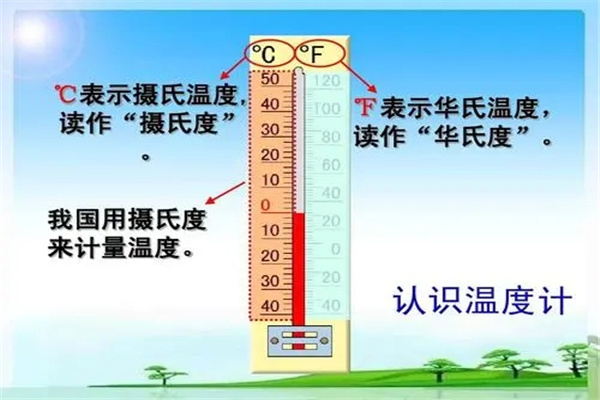 ℃ ℉
℃表示摄氏温度,
读作“摄氏度”
。
℉表示华氏温度，
读作“华氏度”。
我国用摄氏度
来计量温度。
50 120
40 100
30 80
20 60
10 40
0 20
10 0
20 20
30 40
40 40
认识温度计